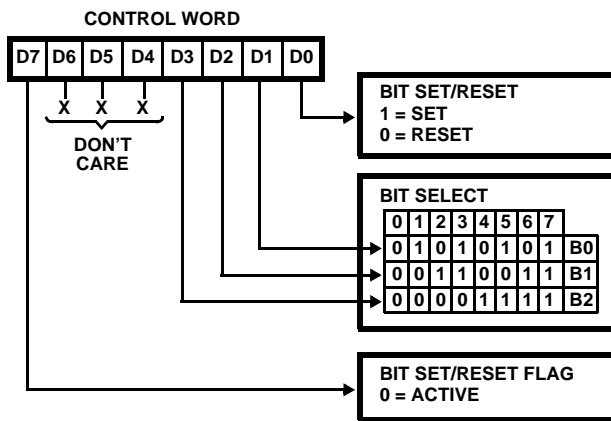 CONTROL WORD
D7 D6 D5 D4 D3 D2 D1 D0
X X X
DON'T
CARE
BIT SET/RESET
1 = SET
0 = RESET
BIT SELECT
0 1 2 3 4 5 6 7
0 1 0 1 0 1 0 1 B0
0 0 1 1 0 0 1 1 B1
0 0 0 0 1 1 1 1 B2
BIT SET/RESET FLAG
0 = ACTIVE